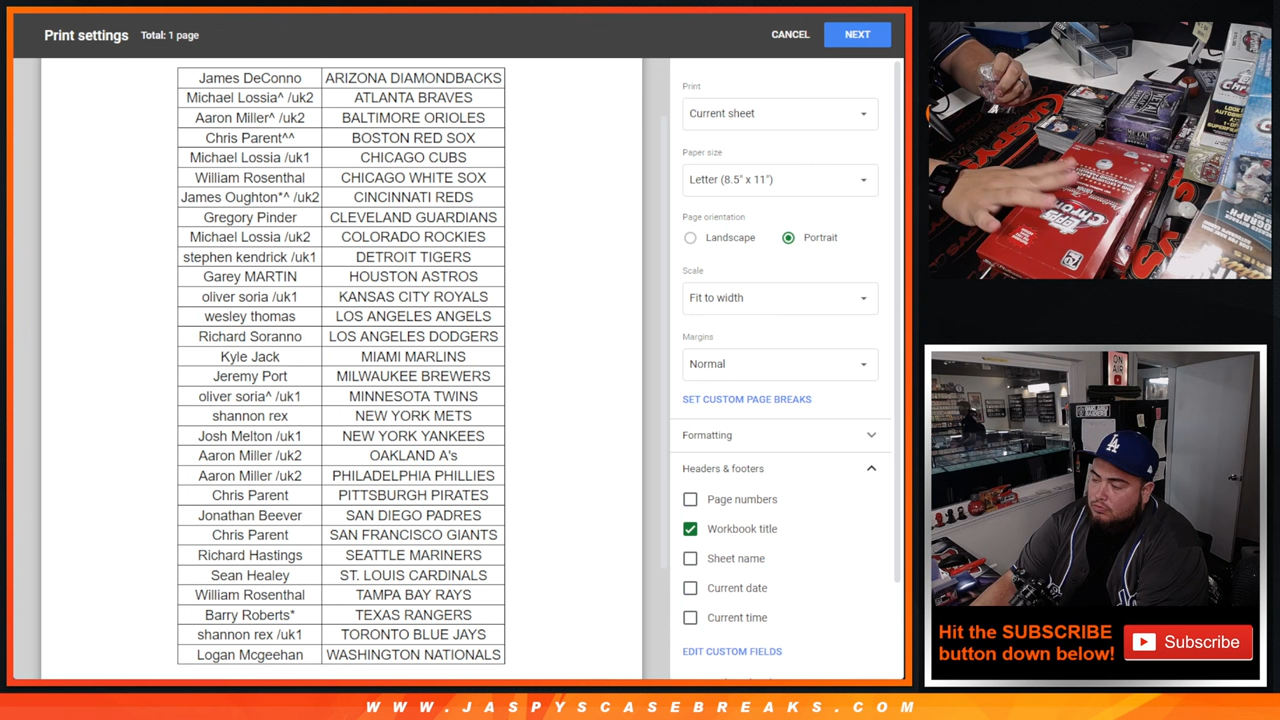 Print settings Total: 1 page CANCEL NEXT
James DeConno ARIZONA DIAMONDBACKS
Michael Lossia^ /uk2 ATLANTA BRAVES
Aaron Miller^ /uk2 BALTIMORE ORIOLES
Chris Parent^^ BOSTON RED SOX
Michael Lossia /uk1 CHICAGO CUBS
William Rosenthal CHICAGO WHITE SOX
James Oughton*^ /uk2 CINCINNATI REDS
Gregory Pinder CLEVELAND GUARDIANS
Michael Lossia /uk2 COLORADO ROCKIES
stephen kendrick /uk1 DETROIT TIGERS
Garey MARTIN HOUSTON ASTROS
oliver soria /uk1 KANSAS CITY ROYALS
wesley thomas LOS ANGELES ANGELS
Richard Soranno LOS ANGELES DODGERS
Kyle Jack MIAMI MARLINS
Jeremy Port MILWAUKEE BREWERS
oliver soria^ /uk1 MINNESOTA TWINS
shannon rex NEW YORK METS
Josh Melton /uk1 NEW YORK YANKEES
Aaron Miller /uk2 OAKLAND A's
Aaron Miller /uk2 PHILADELPHIA PHILLIES
Chris Parent PITTSBURGH PIRATES
Jonathan Beever SAN DIEGO PADRES
Chris Parent SAN FRANCISCO GIANTS
Richard Hastings SEATTLE MARINERS
Sean Healey ST. LOUIS CARDINALS
William Rosenthal TAMPA BAY RAYS
Barry Roberts* TEXAS RANGERS
shannon rex /uk1 TORONTO BLUE JAYS
Logan Mcgeehan WASHINGTON NATIONALS
Print
Current sheet
Paper size
Letter (8.5" x 11")
Page orientation
Landscape Portrait
Scale
Fit to width
Margins
Normal
SET CUSTOM PAGE BREAKS
Formatting
Headers & footers
Page numbers
Workbook title
Sheet name
Current date
Current time
EDIT CUSTOM FIELDS
topps
ON
AIR
LA
Hit the SUBSCRIBE
button down below!
Subscribe
WWW.JASPYSCASEBREAKS.COM